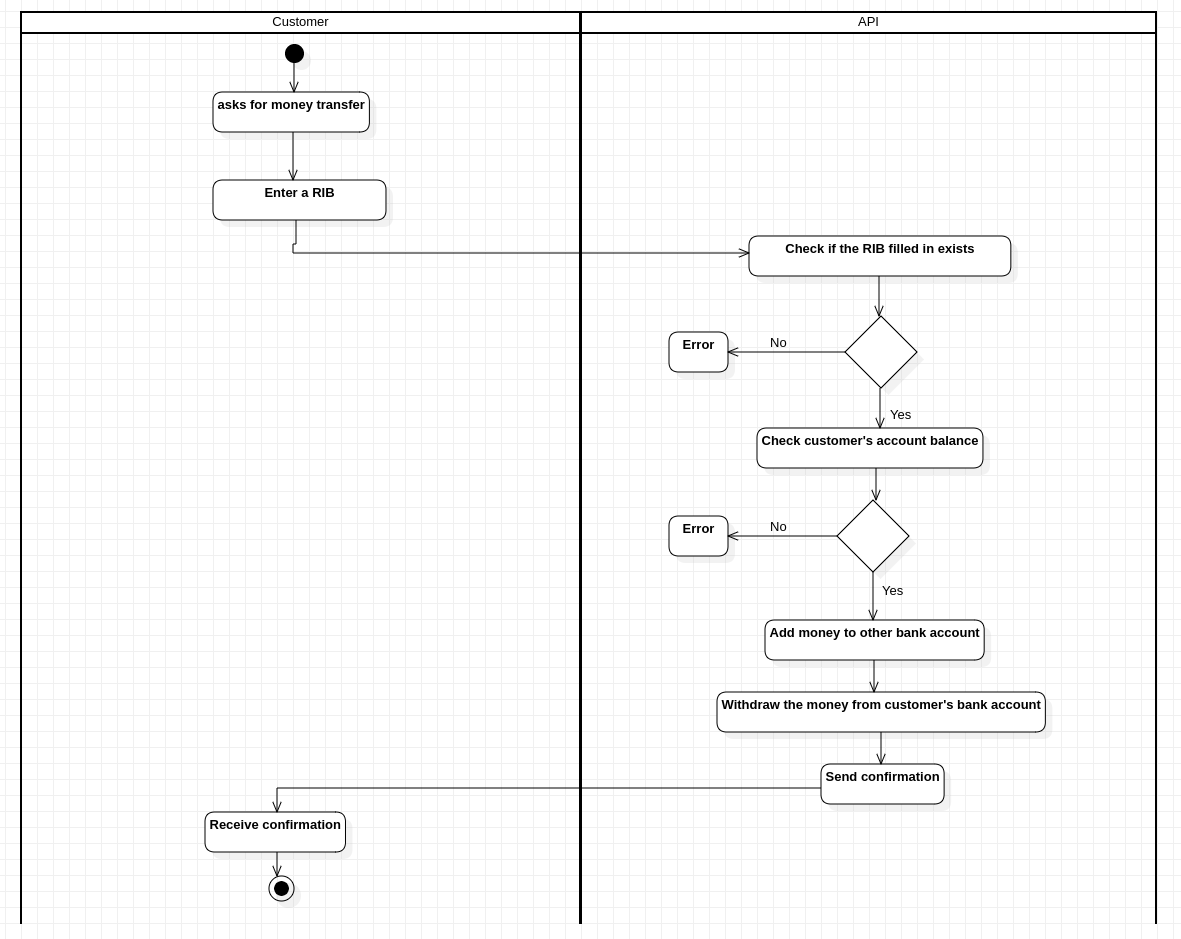 Customer
API
asks for money transfer
Enter a RIB
Check if the RIB filled in exists
Error
No
Yes
Check customer's account balance
Error
No
Yes
Add money to other bank account
Withdraw the money from customer's bank account
Send confirmation
Receive confirmation